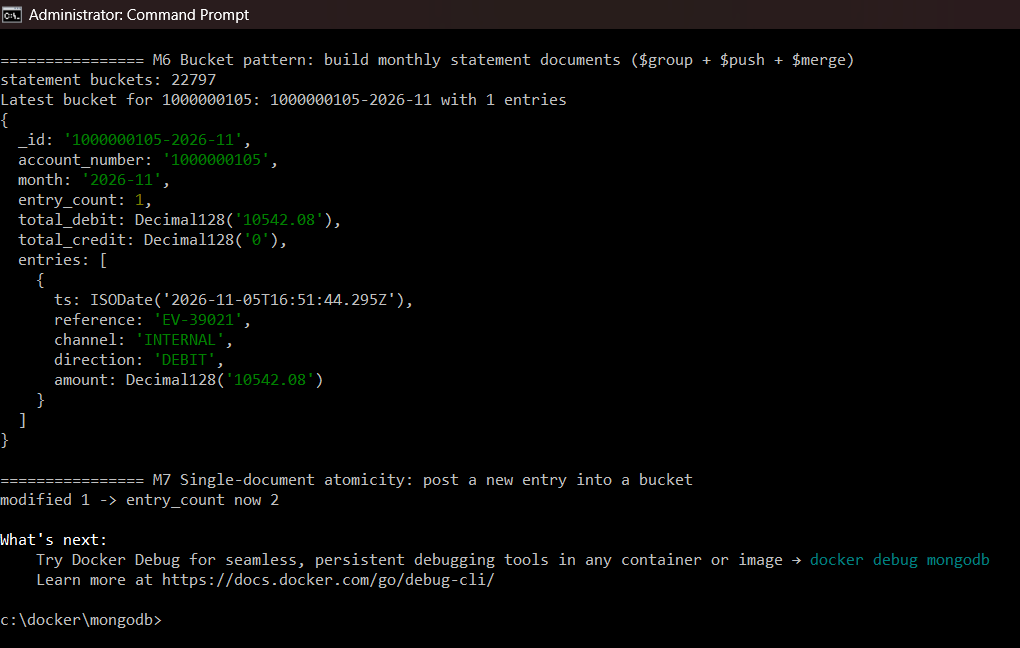 Administrator: Command Prompt
================ M6 Bucket pattern: build monthly statement documents ($group + $push + $merge)
statement buckets: 22797
Latest bucket for 1000000105: 1000000105-2026-11 with 1 entries
{
  _id: '1000000105-2026-11',
  account_number: '1000000105',
  month: '2026-11',
  entry_count: 1,
  total_debit: Decimal128('10542.08'),
  total_credit: Decimal128('0'),
  entries: [
    {
      ts: ISODate('2026-11-05T16:51:44.295Z'),
      reference: 'EV-39021',
      channel: 'INTERNAL',
      direction: 'DEBIT',
      amount: Decimal128('10542.08')
    }
  ]
}
================ M7 Single-document atomicity: post a new entry into a bucket
modified 1 -> entry_count now 2
What's next:
    Try Docker Debug for seamless, persistent debugging tools in any container or image → docker debug mongodb
    Learn more at https://docs.docker.com/go/debug-cli/
c:\docker\mongodb>